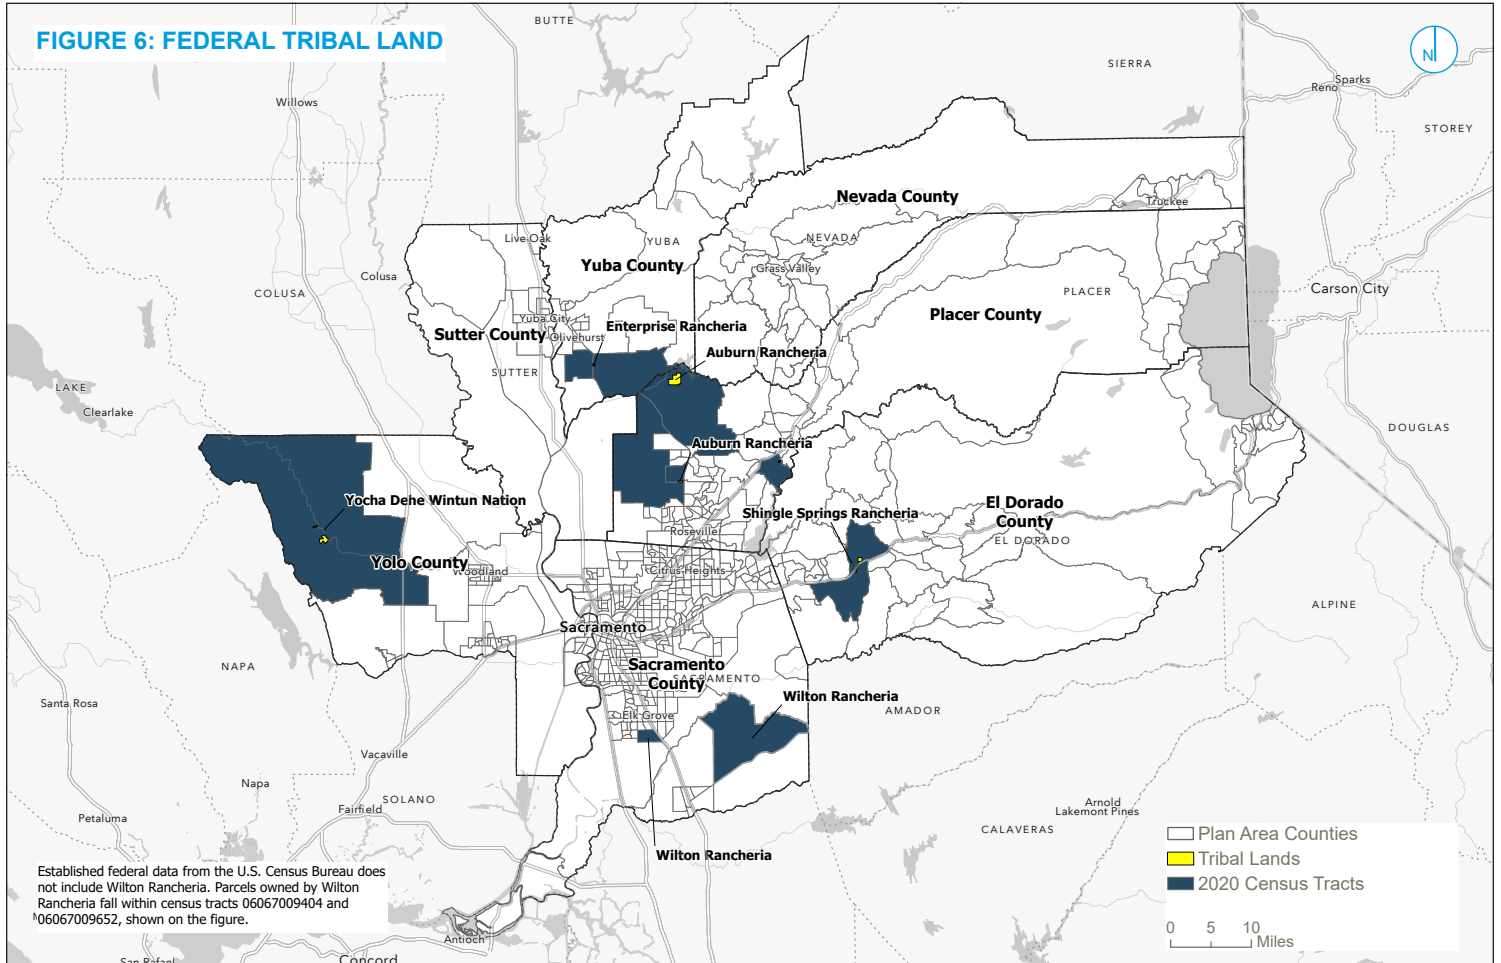 FIGURE 6: FEDERAL TRIBAL LAND
BUTTE
N
SIERRA
Sparks
Reno
Willows
STOREY
Nevada County
Truckee
Live Oak
YUBA
NEVADA
Yuba County
Grass Valley
Colusa
COLUSA
PLACER
Carson City
Placer County
Yuba City
Enterprise Rancheria
Sutter County
Olivehurst
Auburn Rancheria
SUTTER
LAKE
Clearlake
DOUGLAS
Auburn Rancheria
Yocha Dehe Wintun Nation
El Dorado
County
Shingle Springs Rancheria
Roseville
EL DORADO
Yolo County
Woodland
Citrus Heights
ALPINE
Sacramento
NAPA
Sacramento
County
SACRAMENTO
Wilton Rancheria
Santa Rosa
AMADOR
Elk Grove
Vacaville
Napa
SOLANO
Fairfield
Petaluma
Arnold
Lakemont Pines
CALAVERAS
Wilton Rancheria
Plan Area Counties
Tribal Lands
2020 Census Tracts
0 5 10
Miles
Established federal data from the U.S. Census Bureau does
not include Wilton Rancheria. Parcels owned by Wilton
Rancheria fall within census tracts 06067009404 and
06067009652, shown on the figure.
Antioch
Concord
San Rafael